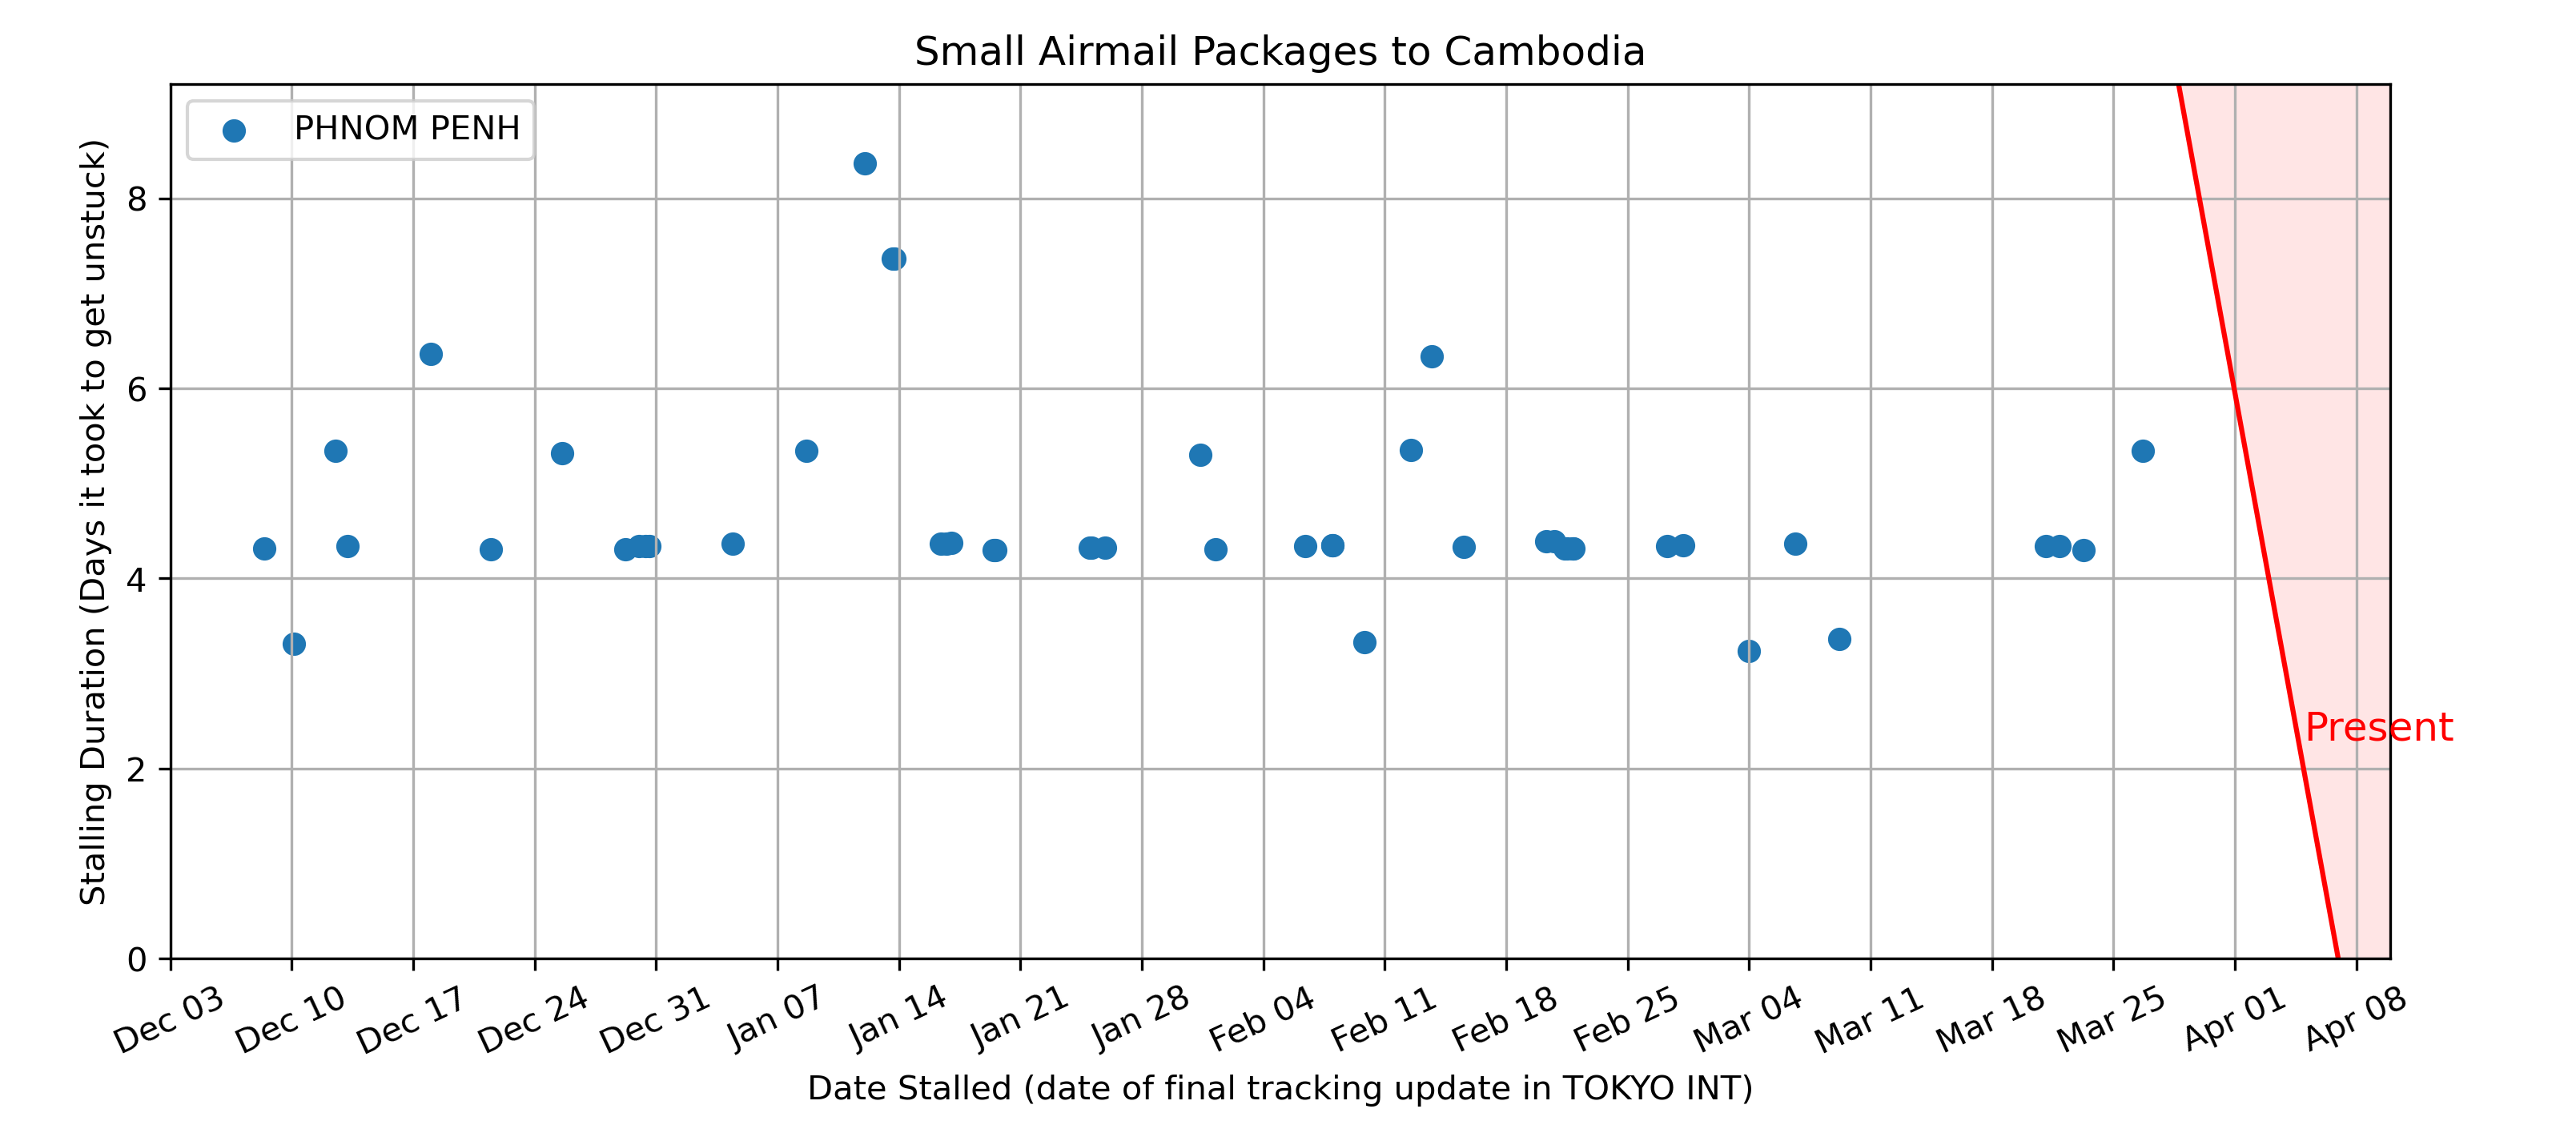 Small Airmail Packages to Cambodia
PHNOM PENH
Stalling Duration (Days it took to get unstuck)
8
6
4
2
0
Present
Dec 03 Dec 10 Dec 17 Dec 24 Dec 31 Jan 07 Jan 14 Jan 21 Jan 28 Feb 04 Feb 11 Feb 18 Feb 25 Mar 04 Mar 11 Mar 18 Mar 25 Apr 01 Apr 08
Date Stalled (date of final tracking update in TOKYO INT)